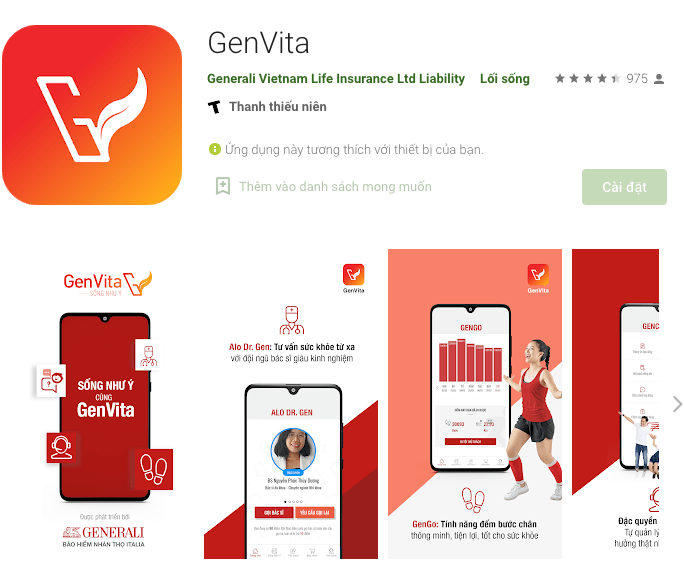 GenVita
Generali Vietnam Life Insurance Ltd Liability Lối sống 975
Thanh thiếu niên
Ứng dụng này tương thích với thiết bị của bạn.
Thêm vào danh sách mong muốn
Cài đặt
GenVita
SỐNG NHƯ Ý
SỐNG NHƯ Ý
CÙNG
GenVita
Được phát triển bởi
GENERALI
BẢO HIỂM NHÂN THỌ ITALIA
GenVita
Alo Dr. Gen: Tư vấn sức khỏe từ xa
với đội ngũ bác sĩ giàu kinh nghiệm
ALO DR. GEN
BS Nguyễn Phúc Thùy Dương
GỌI BÁC SĨ
YÊU CẦU GỌI LẠI
GenVita
GENGO
GenGo: Tính năng đếm bước chân
thông minh, tiện lợi, tốt cho sức khỏe
GENC
Đặc quyền
Tự quản lý
hưởng thật nh